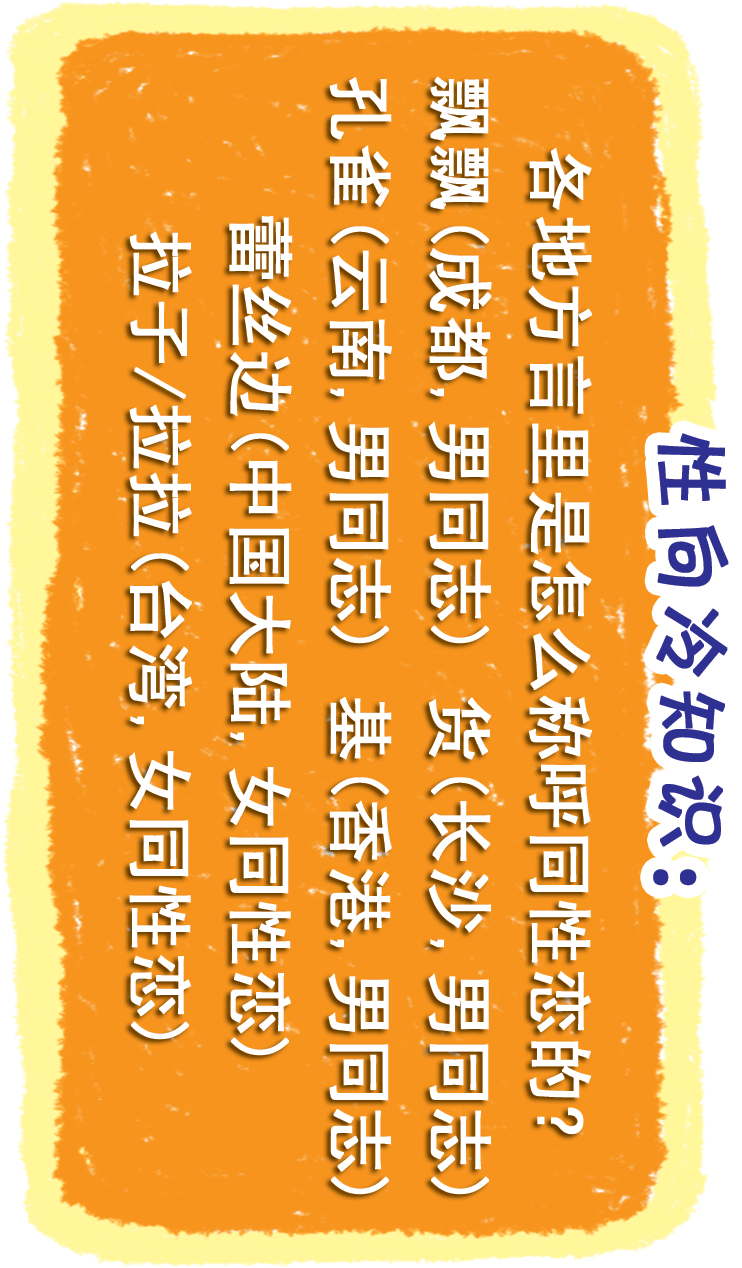 性向冷知识：
各地方言里是怎么称呼同性恋的？
飘飘（成都，男同志） 货（长沙，男同志）
孔雀（云南，男同志） 基（香港，男同志）
蕾丝边（中国大陆，女同性恋）
拉子/拉拉（台湾，女同性恋）